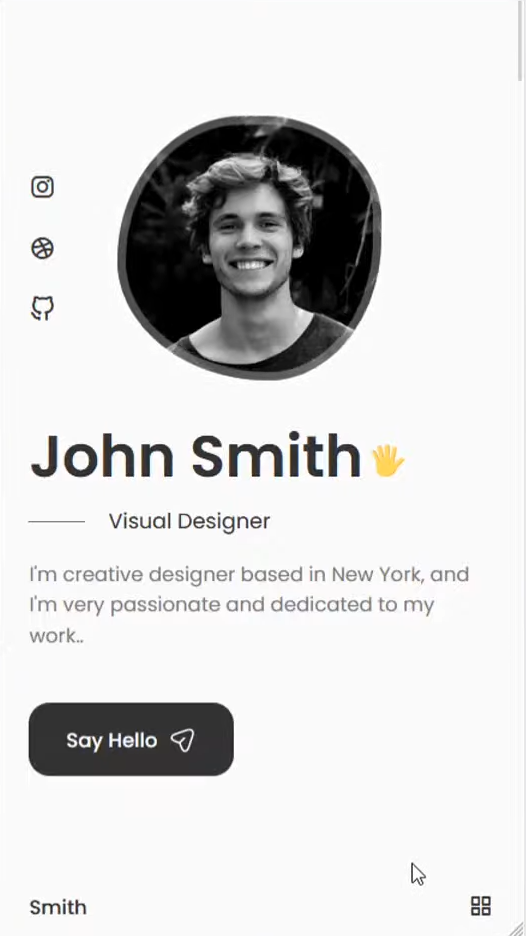 John Smith👋
Visual Designer
I'm creative designer based in New York, and
I'm very passionate and dedicated to my
work..
Say Hello
Smith